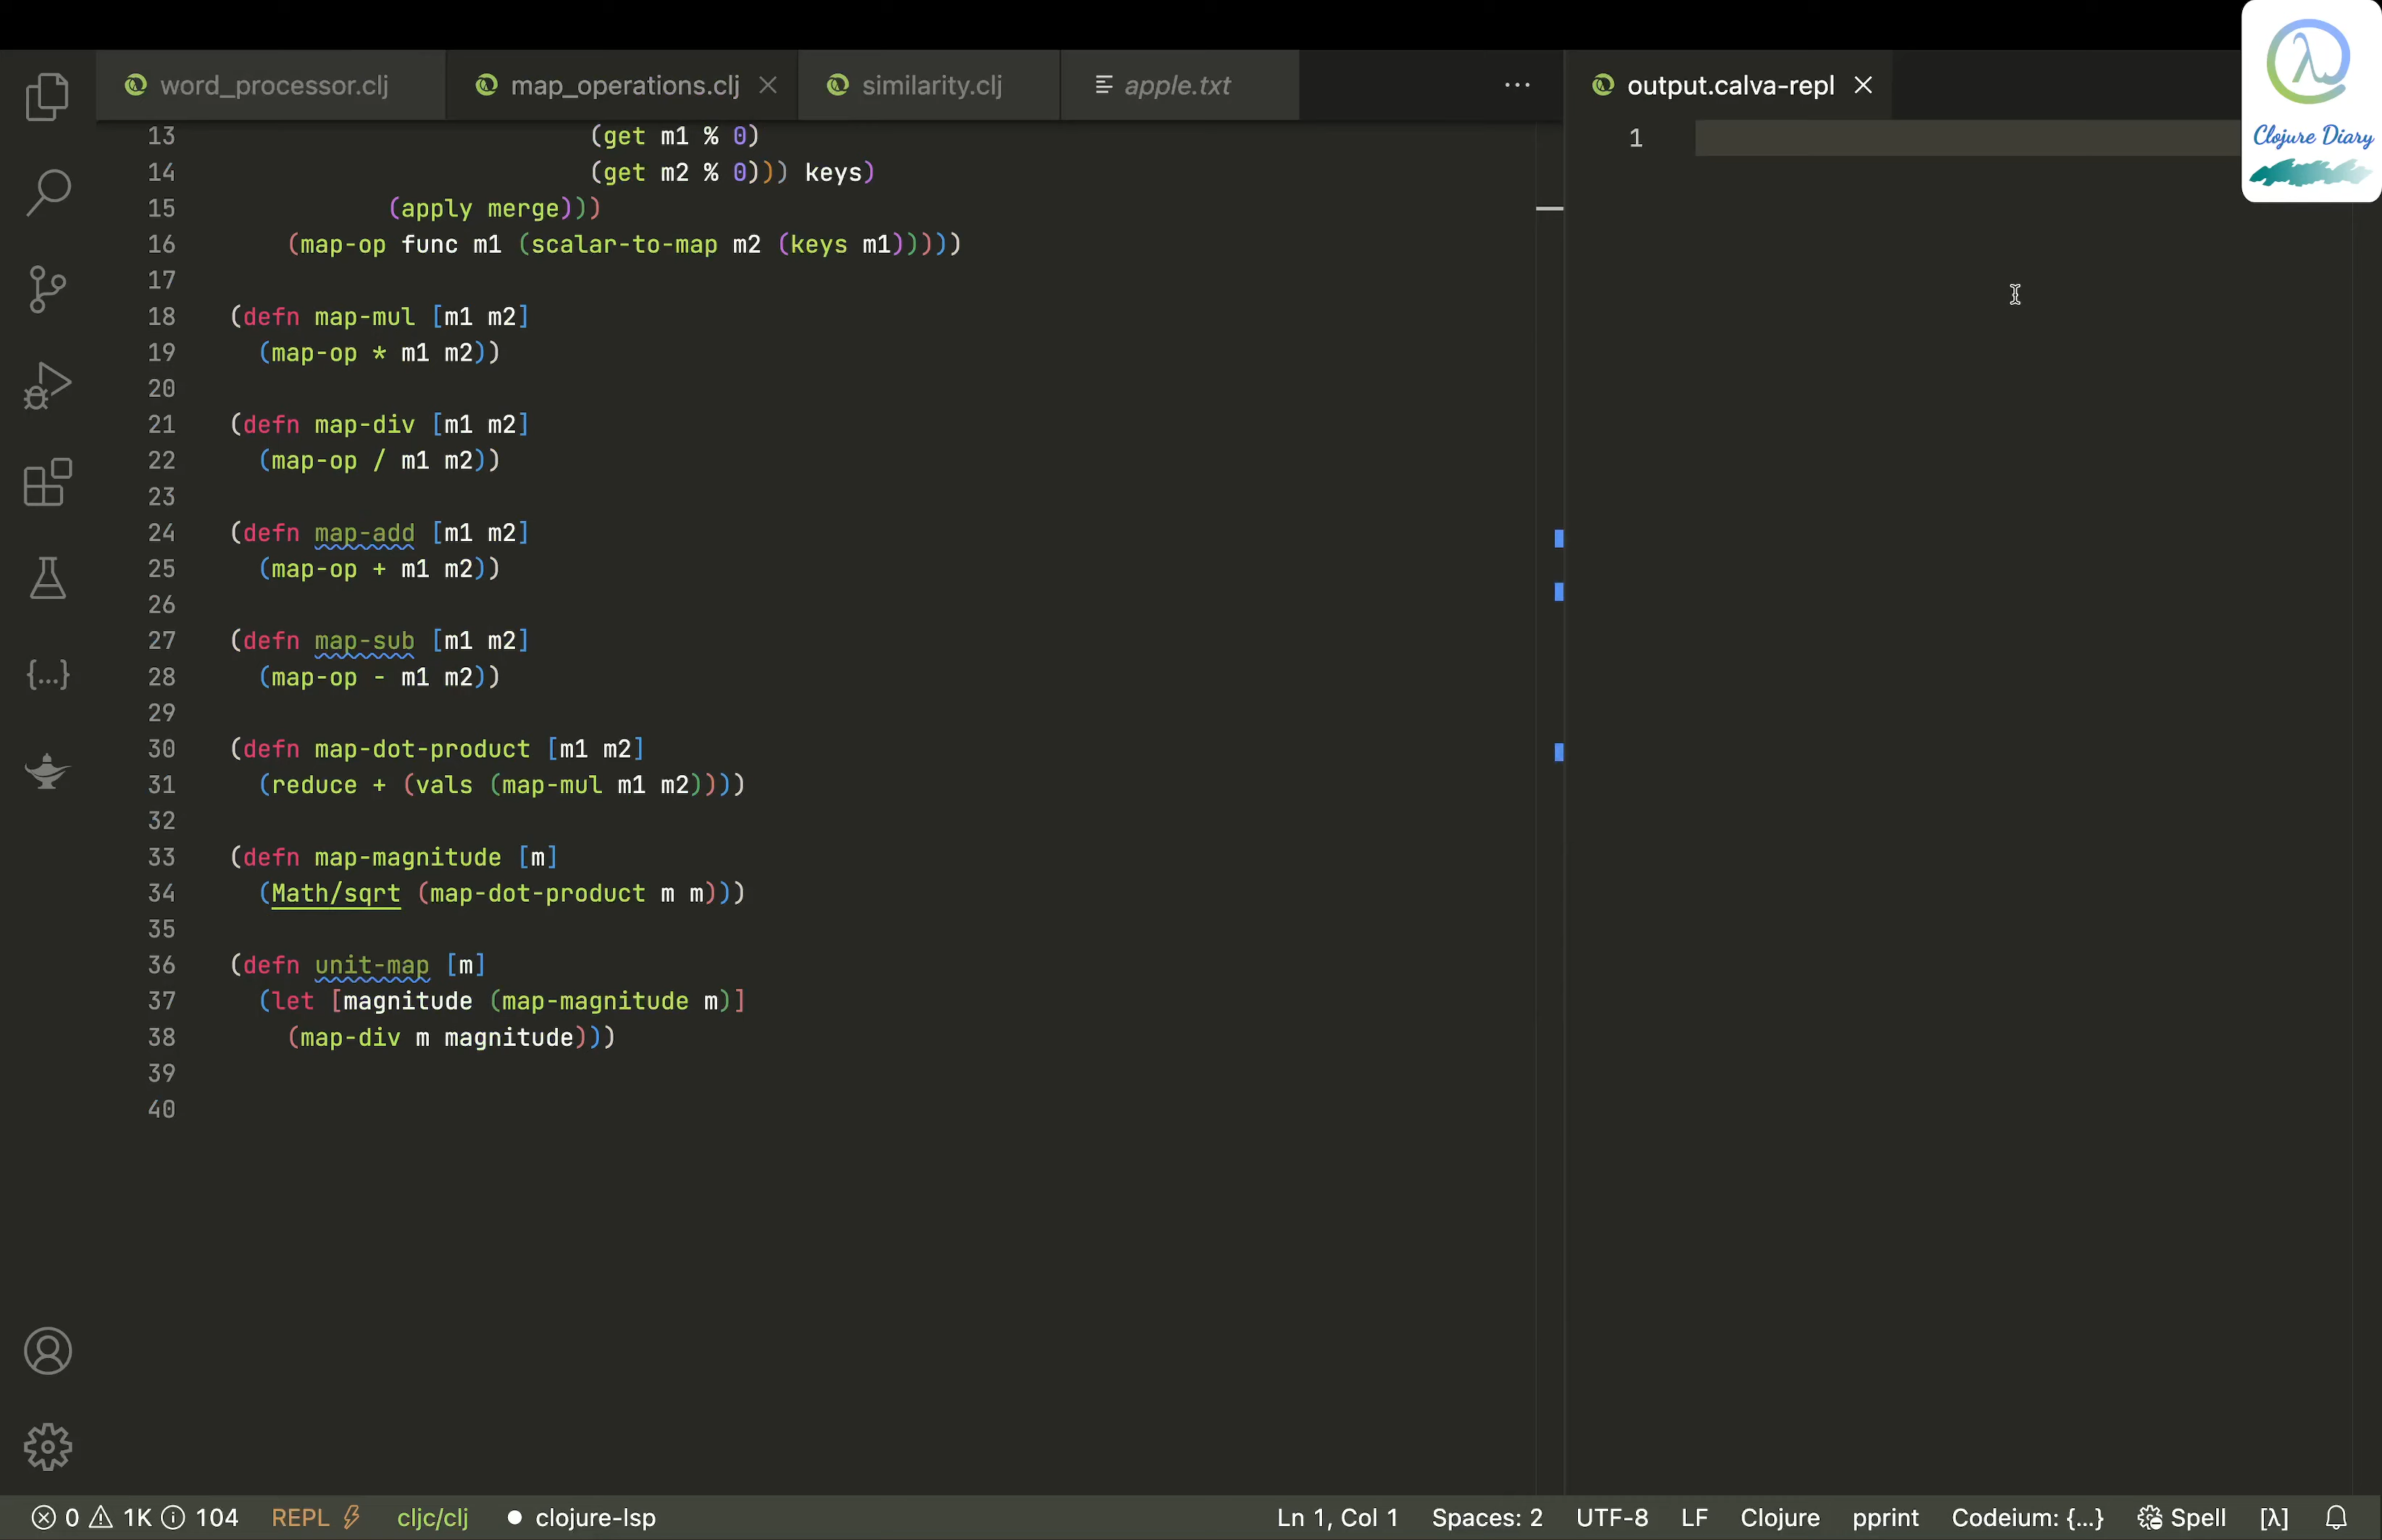 word_processor.clj
map_operations.clj
similarity.clj
apple.txt
...
output.calva-repl
Clojure Diary
13 (get m1 % 0)
14 (get m2 % 0))) keys)
15 (apply merge)))
16 (map-op func m1 (scalar-to-map m2 (keys m1)))))
17
18 (defn map-mul [m1 m2]
19 (map-op * m1 m2))
20
21 (defn map-div [m1 m2]
22 (map-op / m1 m2))
23
24 (defn map-add [m1 m2]
25 (map-op + m1 m2))
26
27 (defn map-sub [m1 m2]
28 (map-op - m1 m2))
29
30 (defn map-dot-product [m1 m2]
31 (reduce + (vals (map-mul m1 m2))))
32
33 (defn map-magnitude [m]
34 (Math/sqrt (map-dot-product m m)))
35
36 (defn unit-map [m]
37 (let [magnitude (map-magnitude m)]
38 (map-div m magnitude)))
39
40
1
0 1K 104 REPL cljc/clj clojure-lsp Ln 1, Col 1 Spaces: 2 UTF-8 LF Clojure pprint Codeium: {...} Spell [λ]